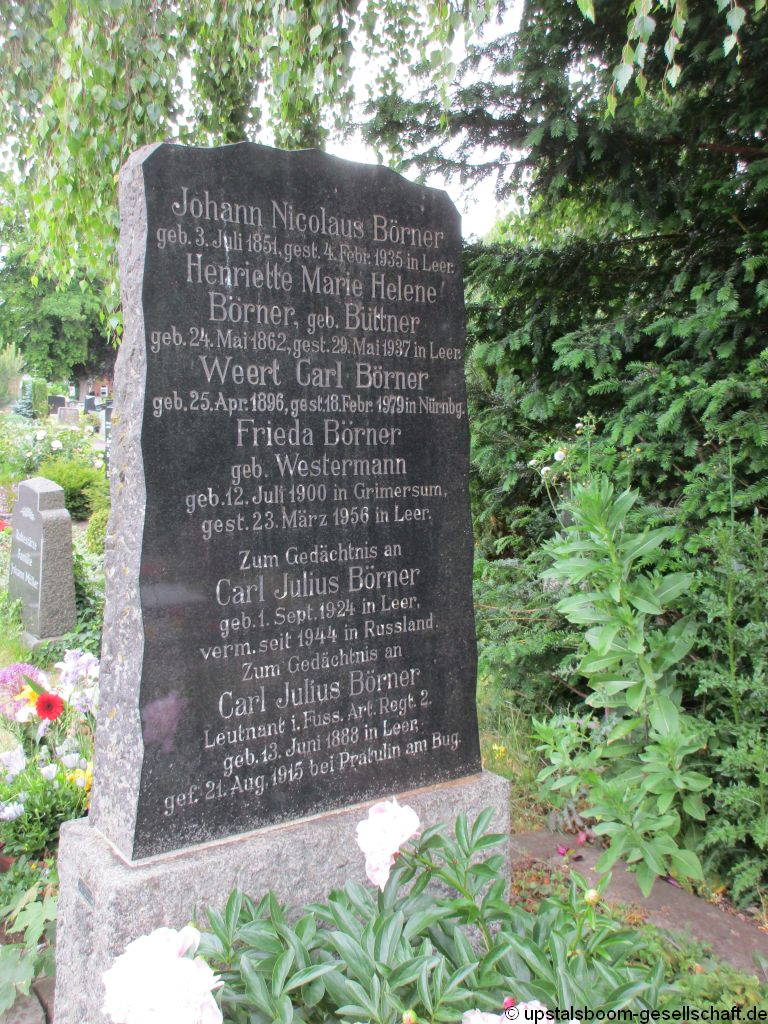 Johann Nicolaus Börner
geb. 3. Juli 1851, gest. 4. Febr. 1935 in Leer.
Henriette Marie Helene
Börner, geb. Büttner
geb. 24. Mai 1862, gest. 29. Mai 1937 in Leer.
Weert Carl Börner
geb. 25. Apr. 1896, gest. 18. Febr. 1979 in Nürnbg.
Frieda Börner
geb. Westermann
geb. 12. Juli 1900 in Grimersum,
gest. 23. März 1956 in Leer.
Zum Gedächtnis an
Carl Julius Börner
geb. 1. Sept. 1924 in Leer,
verm. seit 1944 in Russland.
Zum Gedächtnis an
Carl Julius Börner
Leutnant i. Fuss. Art. Regt. 2.
geb. 13. Juni 1888 in Leer,
gef. 21. Aug. 1915 bei Pratulin am Bug.
Ruhestätte
Familie
© upstalsboom-gesellschaft.de